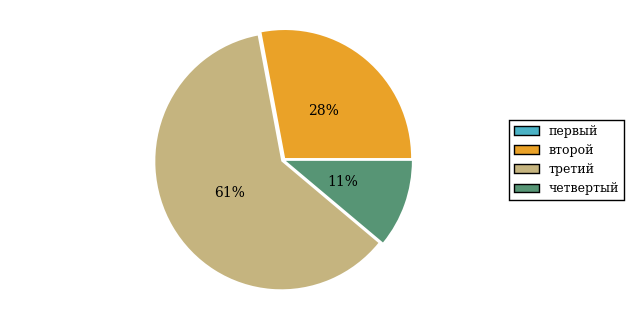 28%
11%
61%
первый
второй
третий
четвертый